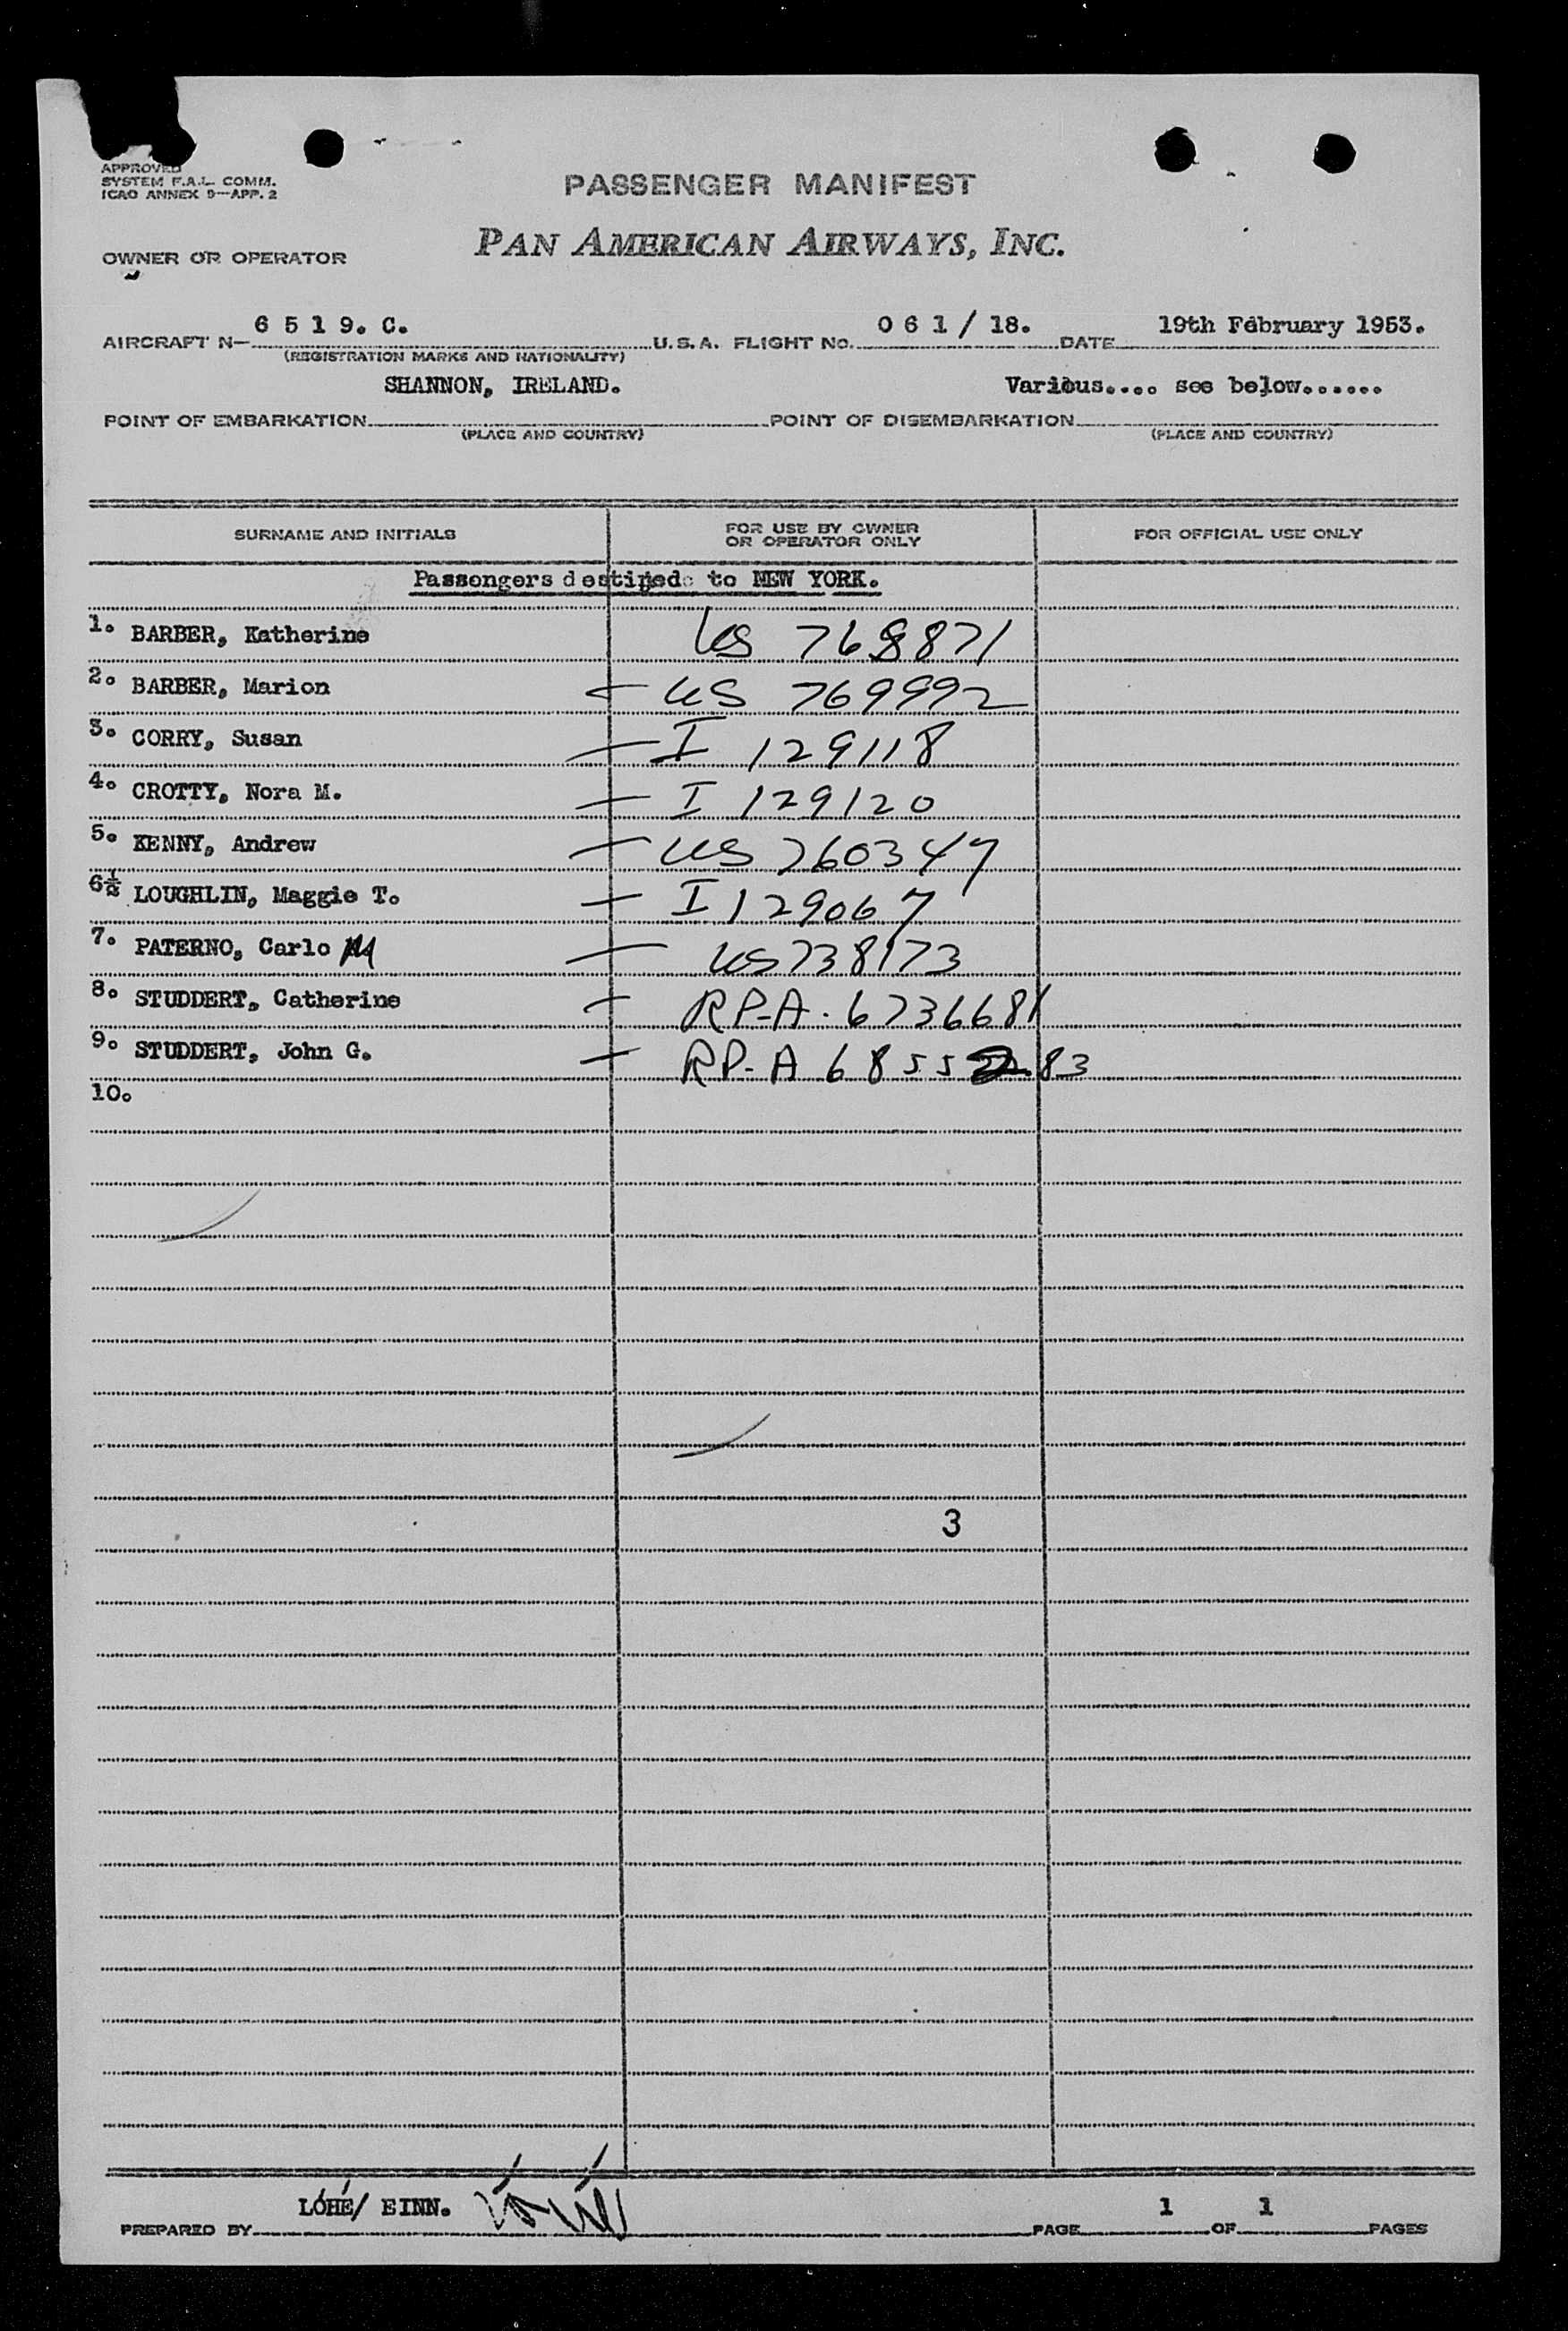 APPROVED
SYSTEM F.A.L. COMM.
ICAO ANNEX 9—APP. 2
PASSENGER MANIFEST
OWNER OR OPERATOR PAN AMERICAN AIRWAYS, INC.
AIRCRAFT N— 6 5 1 9. C. U.S.A. FLIGHT No. 0 6 1 / 18. DATE 19th February 1953.
(REGISTRATION MARKS AND NATIONALITY)
SHANNON, IRELAND. Various.... see below......
POINT OF EMBARKATION POINT OF DISEMBARKATION
(PLACE AND COUNTRY) (PLACE AND COUNTRY)
SURNAME AND INITIALS FOR USE BY OWNER OR OPERATOR ONLY FOR OFFICIAL USE ONLY
Passengers destined to NEW YORK.
1. BARBER, Katherine US 768871
2. BARBER, Marion – US 769992
3. CORRY, Susan – I 129118
4. CROTTY, Nora M. – I 129120
5. KENNY, Andrew – US 260347
6. LOUGHLIN, Maggie T. – I 129067
7. PATERNO, Carlo M – US 738173
8. STUDDERT, Catherine – RP-A. 6736681
9. STUDDERT, John G. – RP-A 6855283
10.
3
LÓHÉ/ EINN.
PREPARED BY PAGE 1 OF 1 PAGES